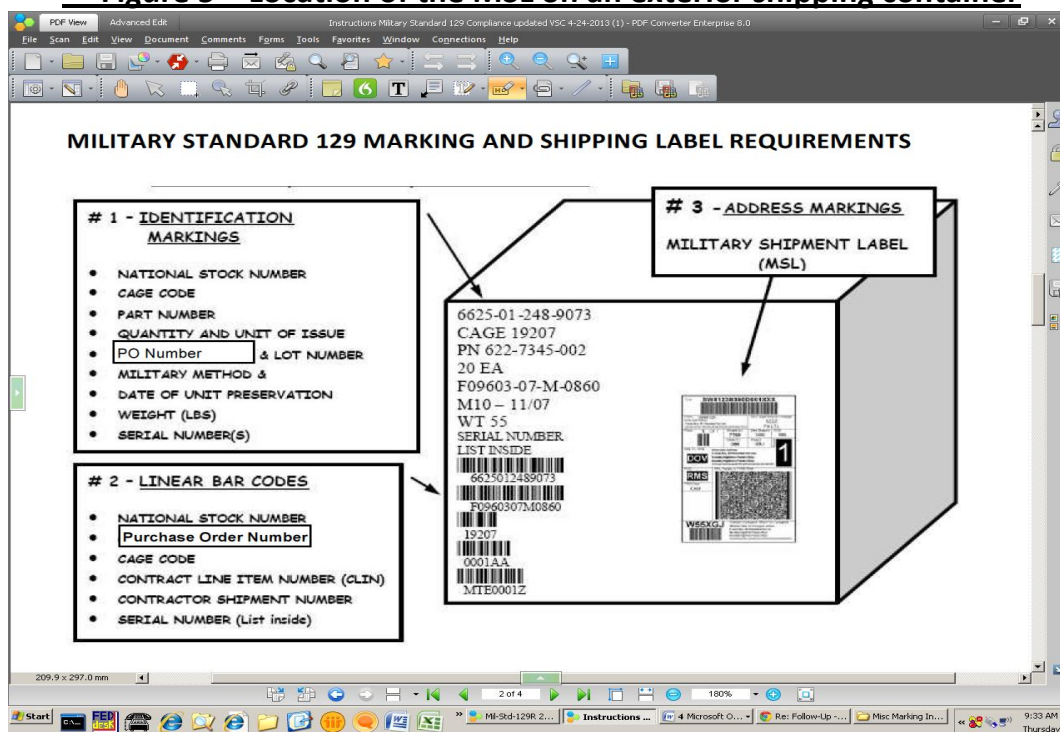 Figure 3 – Location of the MSL on an exterior shipping container
PDF View Advanced Edit Instructions Military Standard 129 Compliance updated VSC 4-24-2013 (1) - PDF Converter Enterprise 8.0
File Scan Edit View Document Comments Forms Tools Favorites Window Connections Help
MILITARY STANDARD 129 MARKING AND SHIPPING LABEL REQUIREMENTS
# 1 - IDENTIFICATION
MARKINGS
• NATIONAL STOCK NUMBER
• CAGE CODE
• PART NUMBER
• QUANTITY AND UNIT OF ISSUE
• PO Number & LOT NUMBER
• MILITARY METHOD &
• DATE OF UNIT PRESERVATION
• WEIGHT (LBS)
• SERIAL NUMBER(S)
# 2 - LINEAR BAR CODES
• NATIONAL STOCK NUMBER
• Purchase Order Number
• CAGE CODE
• CONTRACT LINE ITEM NUMBER (CLIN)
• CONTRACTOR SHIPMENT NUMBER
• SERIAL NUMBER (List inside)
# 3 - ADDRESS MARKINGS
MILITARY SHIPMENT LABEL
(MSL)
6625-01-248-9073
CAGE 19207
PN 622-7345-002
20 EA
F09603-07-M-0860
M10 – 11/07
WT 55
SERIAL NUMBER
LIST INSIDE
6625012489073
F0960307M0860
19207
0001AA
MTE0001Z
DOV
1
RMS
W55XGJ
209.9 x 297.0 mm
2 of 4
180%
Start
FED desk
Mil-Std-129R 2...
Instructions ...
4 Microsoft O...
Re: Follow-Up -...
Misc Marking In...
9:33 AM
Thursday